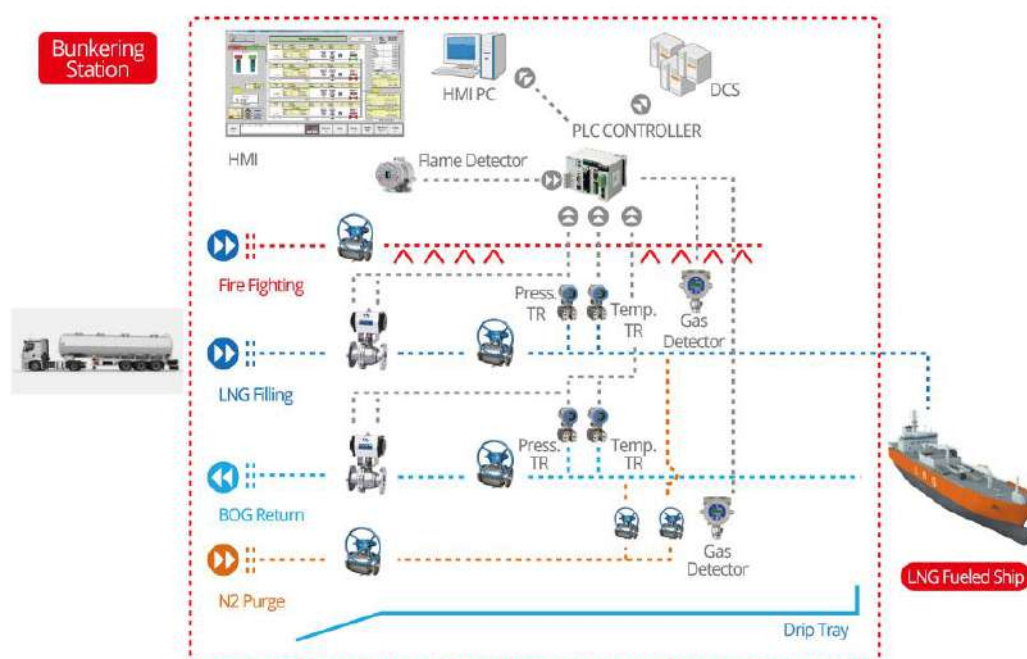 Bunkering
Station
HMI
HMI PC
DCS
PLC CONTROLLER
Flame Detector
Fire Fighting
Press.
TR
Temp.
TR
Gas
Detector
LNG Filling
Press.
TR
Temp.
TR
BOG Return
Gas
Detector
N2 Purge
LNG Fueled Ship
Drip Tray